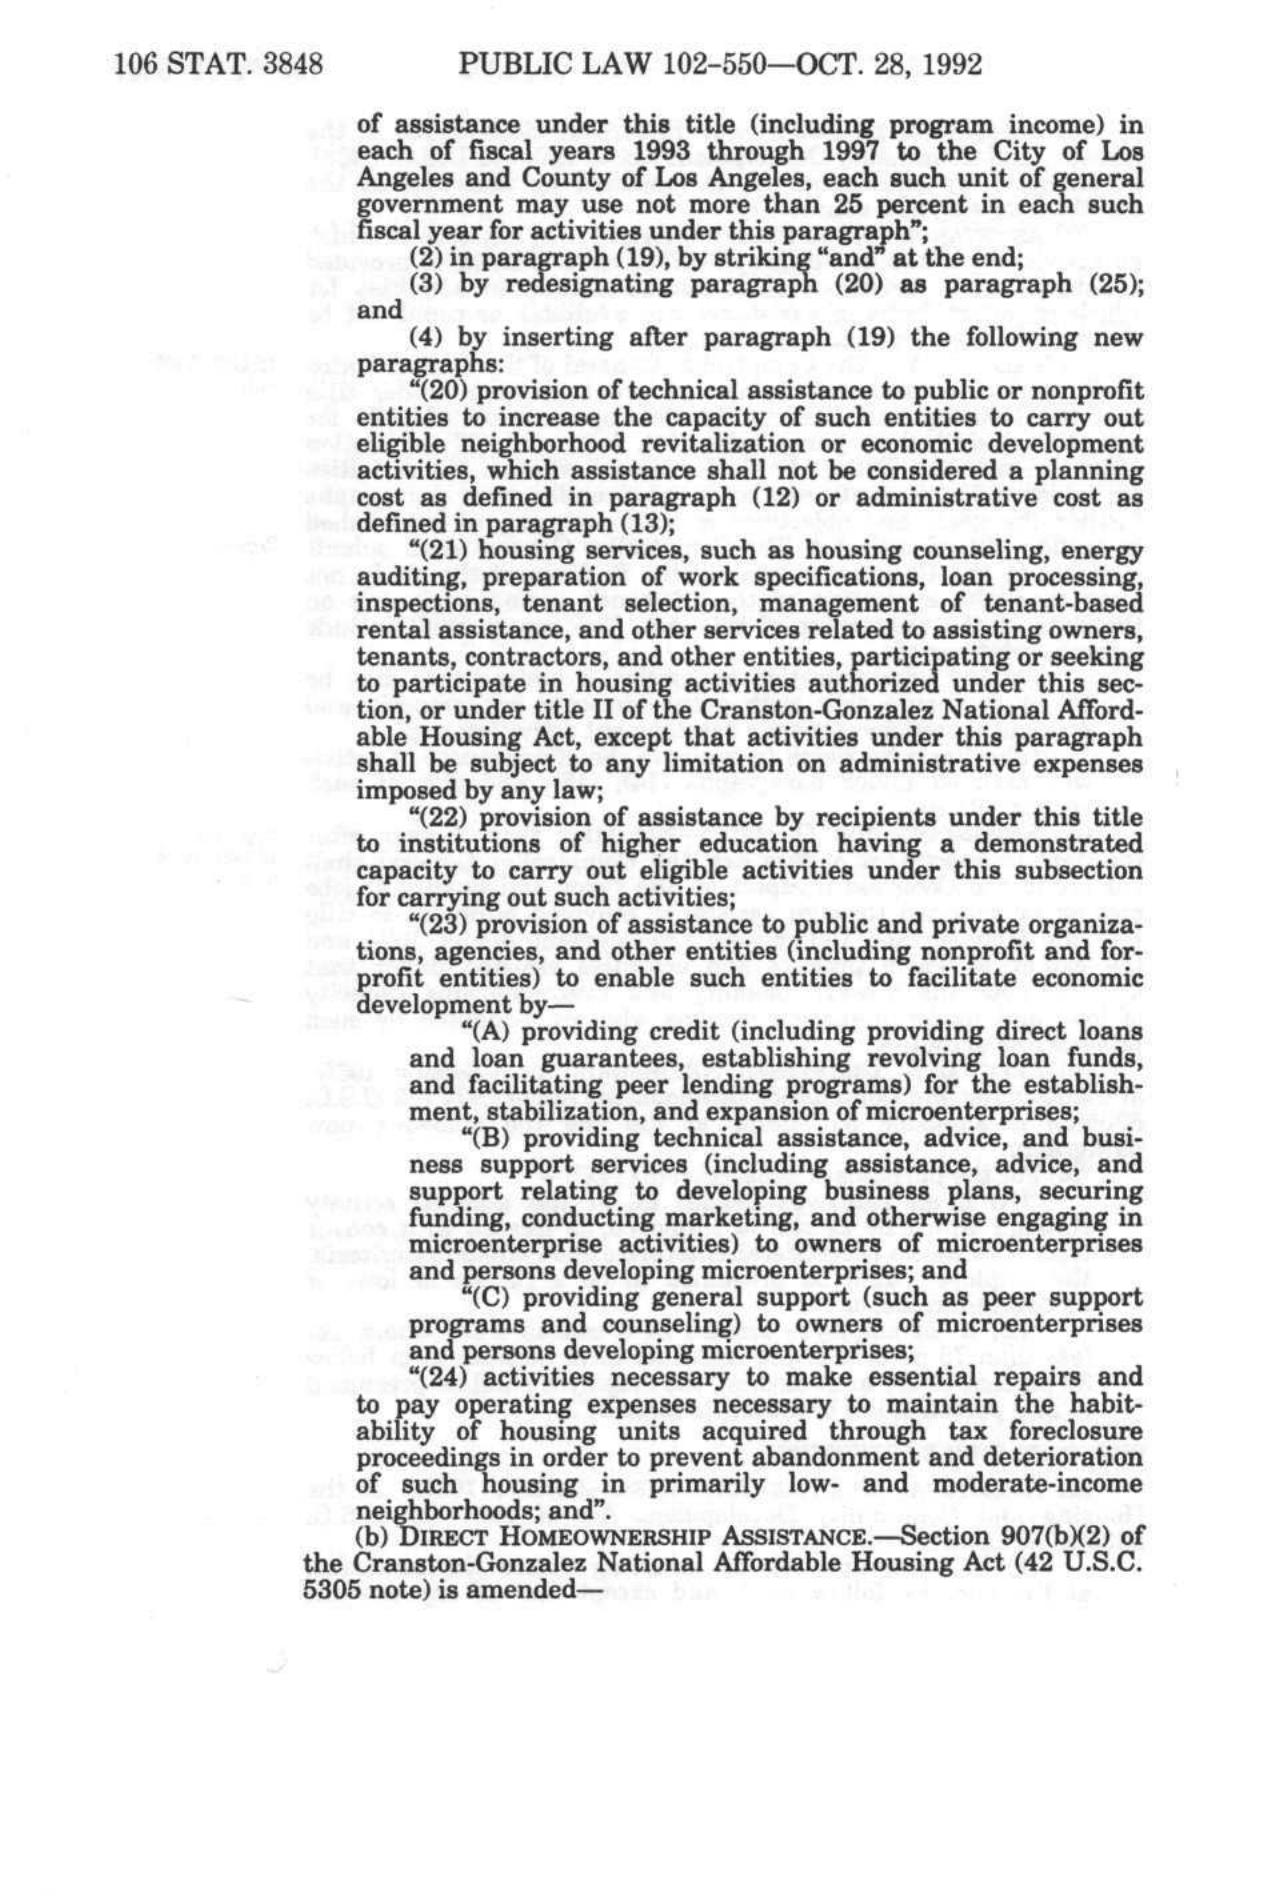 106 STAT. 3848 PUBLIC LAW 102–550—OCT. 28, 1992
of assistance under this title (including program income) in
each of fiscal years 1993 through 1997 to the City of Los
Angeles and County of Los Angeles, each such unit of general
government may use not more than 25 percent in each such
fiscal year for activities under this paragraph”;
(2) in paragraph (19), by striking “and” at the end;
(3) by redesignating paragraph (20) as paragraph (25);
and
(4) by inserting after paragraph (19) the following new
paragraphs:
“(20) provision of technical assistance to public or nonprofit
entities to increase the capacity of such entities to carry out
eligible neighborhood revitalization or economic development
activities, which assistance shall not be considered a planning
cost as defined in paragraph (12) or administrative cost as
defined in paragraph (13);
“(21) housing services, such as housing counseling, energy
auditing, preparation of work specifications, loan processing,
inspections, tenant selection, management of tenant-based
rental assistance, and other services related to assisting owners,
tenants, contractors, and other entities, participating or seeking
to participate in housing activities authorized under this sec-
tion, or under title II of the Cranston-Gonzalez National Afford-
able Housing Act, except that activities under this paragraph
shall be subject to any limitation on administrative expenses
imposed by any law;
“(22) provision of assistance by recipients under this title
to institutions of higher education having a demonstrated
capacity to carry out eligible activities under this subsection
for carrying out such activities;
“(23) provision of assistance to public and private organiza-
tions, agencies, and other entities (including nonprofit and for-
profit entities) to enable such entities to facilitate economic
development by—
“(A) providing credit (including providing direct loans
and loan guarantees, establishing revolving loan funds,
and facilitating peer lending programs) for the establish-
ment, stabilization, and expansion of microenterprises;
“(B) providing technical assistance, advice, and busi-
ness support services (including assistance, advice, and
support relating to developing business plans, securing
funding, conducting marketing, and otherwise engaging in
microenterprise activities) to owners of microenterprises
and persons developing microenterprises; and
“(C) providing general support (such as peer support
programs and counseling) to owners of microenterprises
and persons developing microenterprises;
“(24) activities necessary to make essential repairs and
to pay operating expenses necessary to maintain the habit-
ability of housing units acquired through tax foreclosure
proceedings in order to prevent abandonment and deterioration
of such housing in primarily low- and moderate-income
neighborhoods; and”.
(b) DIRECT HOMEOWNERSHIP ASSISTANCE.—Section 907(b)(2) of
the Cranston-Gonzalez National Affordable Housing Act (42 U.S.C.
5305 note) is amended—